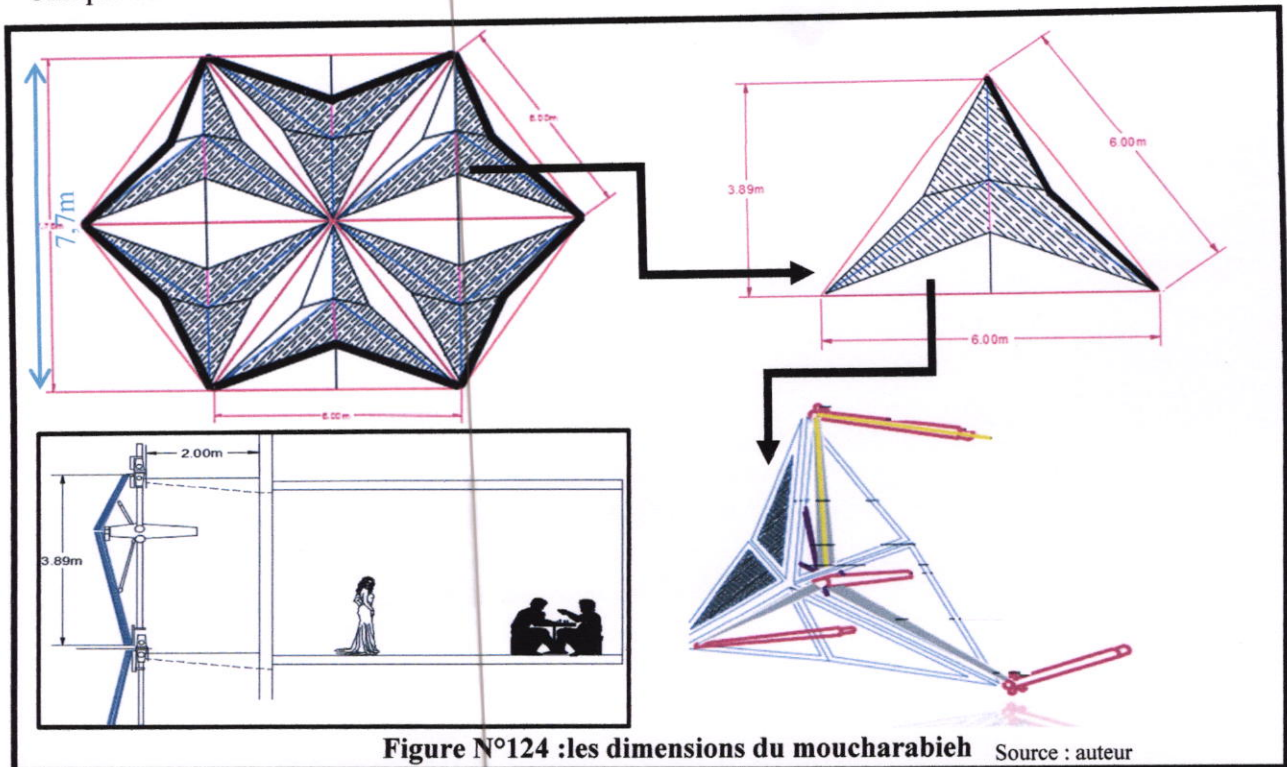 6.00m
7,7m
6.00m
3.89m
6.00m
6.00m
2.00m
3.89m
Figure N°124 :les dimensions du moucharabieh Source : auteur